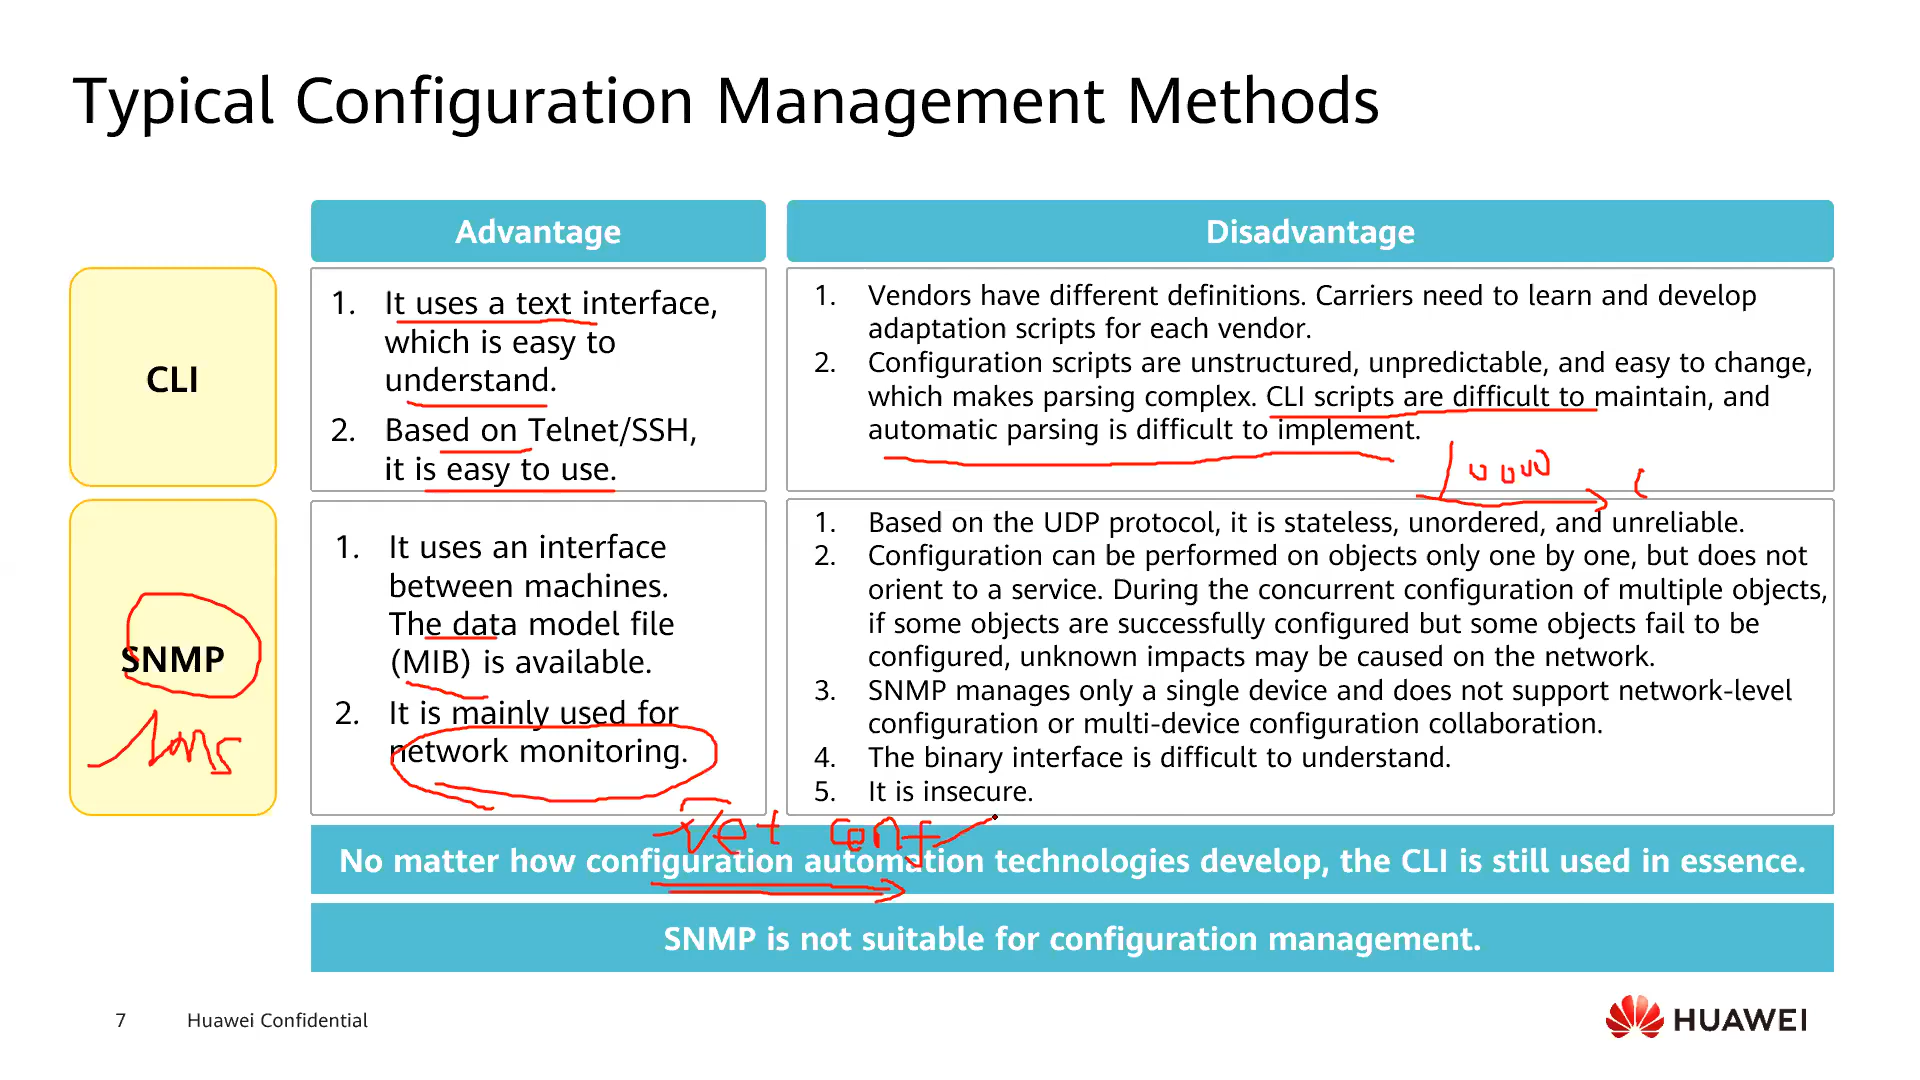 Typical Configuration Management Methods
Advantage
Disadvantage
CLI
1. It uses a text interface,
which is easy to
understand.
2. Based on Telnet/SSH,
it is easy to use.
1. Vendors have different definitions. Carriers need to learn and develop
adaptation scripts for each vendor.
2. Configuration scripts are unstructured, unpredictable, and easy to change,
which makes parsing complex. CLI scripts are difficult to maintain, and
automatic parsing is difficult to implement.
SNMP
1. It uses an interface
between machines.
The data model file
(MIB) is available.
2. It is mainly used for
network monitoring.
1. Based on the UDP protocol, it is stateless, unordered, and unreliable.
2. Configuration can be performed on objects only one by one, but does not
orient to a service. During the concurrent configuration of multiple objects,
if some objects are successfully configured but some objects fail to be
configured, unknown impacts may be caused on the network.
3. SNMP manages only a single device and does not support network-level
configuration or multi-device configuration collaboration.
4. The binary interface is difficult to understand.
5. It is insecure.
Net conf
No matter how configuration automation technologies develop, the CLI is still used in essence.
SNMP is not suitable for configuration management.
7 Huawei Confidential
HUAWEI